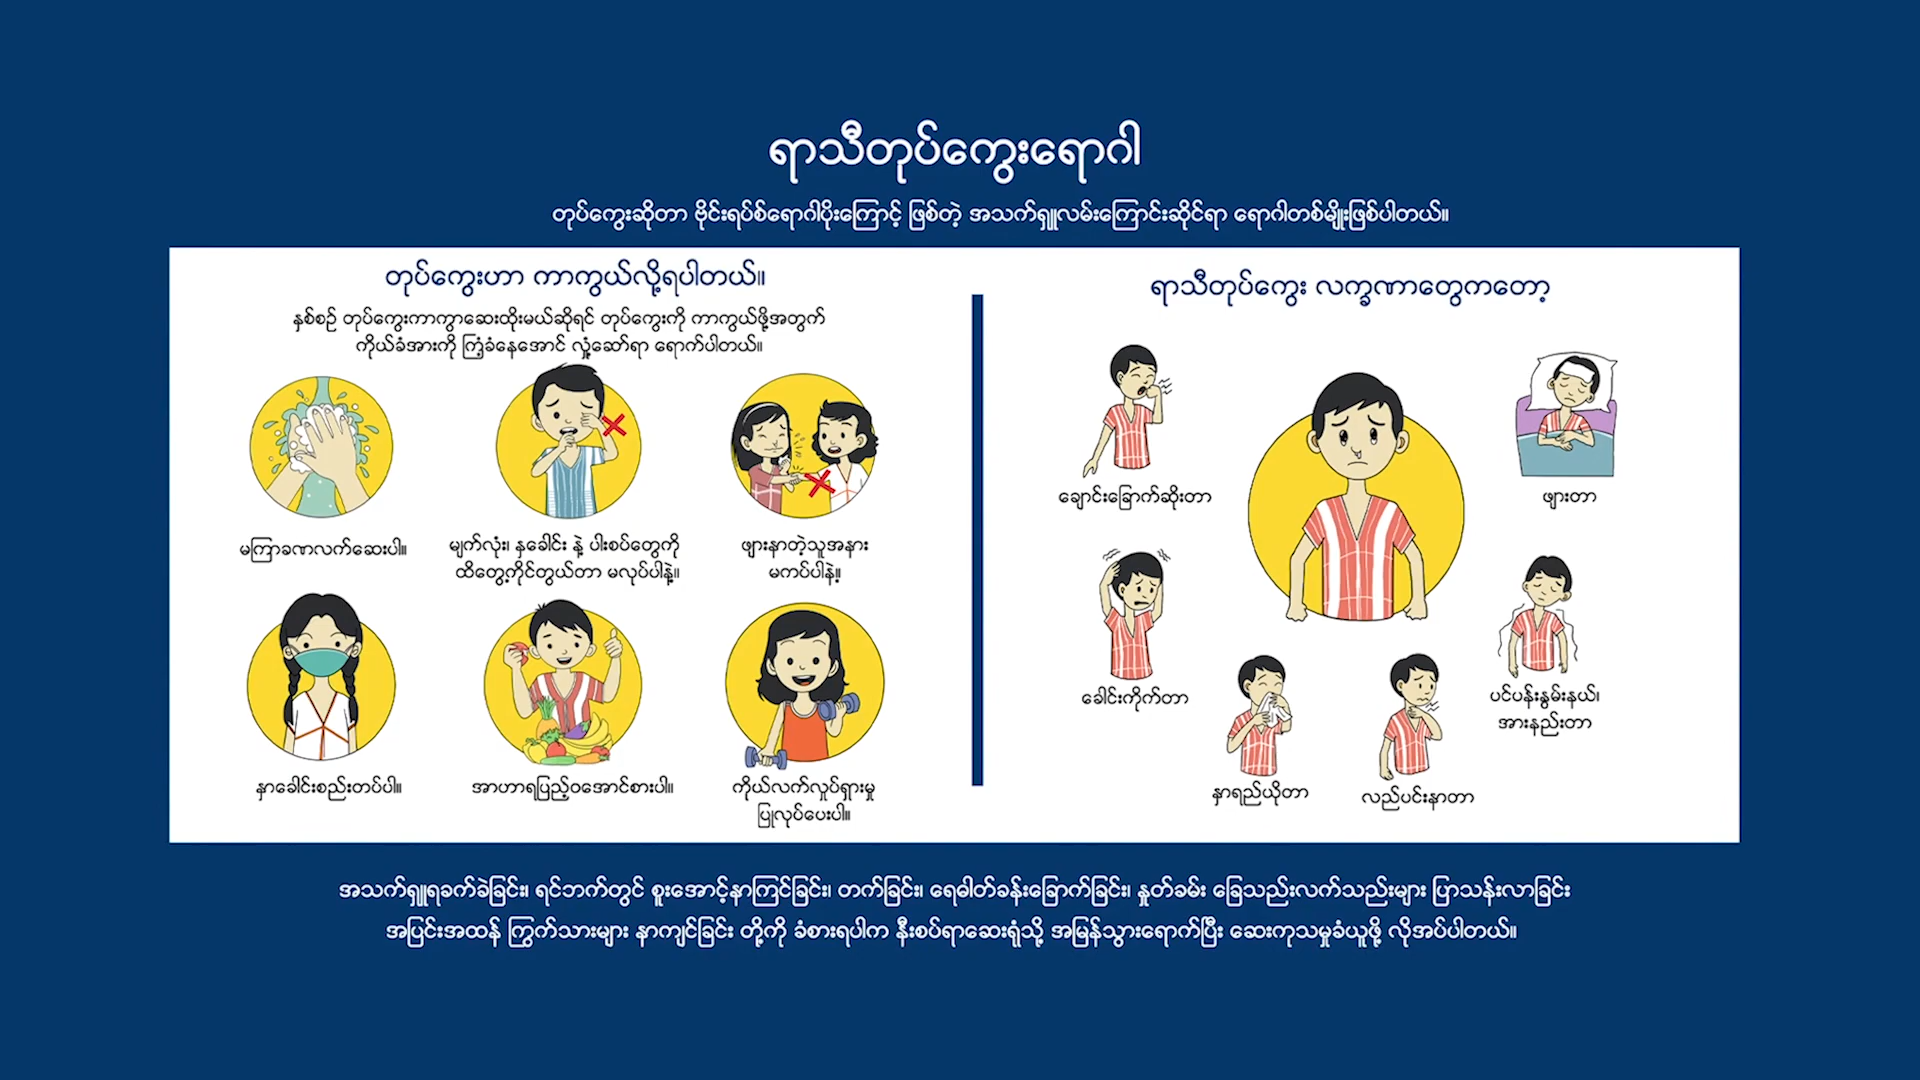 ရာသီတုပ်ကွေးရောဂါ
တုပ်ကွေးဆိုတာ ဗိုင်းရပ်စ်ရောဂါပိုးကြောင့် ဖြစ်တဲ့ အသက်ရှူလမ်းကြောင်းဆိုင်ရာ ရောဂါတစ်မျိုးဖြစ်ပါတယ်။
တုပ်ကွေးဟာ ကာကွယ်လို့ရပါတယ်။
နှစ်စဉ် တုပ်ကွေးကာကွာဆေးထိုးမယ်ဆိုရင် တုပ်ကွေးကို ကာကွယ်ဖို့အတွက်
ကိုယ်ခံအားကို ကြံ့ခံနေအောင် လှုံ့ဆော်ရာ ရောက်ပါတယ်။
မကြာခဏလက်ဆေးပါ။
မျက်လုံး၊ နှခေါင်း နဲ့ ပါးစပ်တွေကို
ထိတွေ့ကိုင်တွယ်တာ မလုပ်ပါနဲ့။
ဖျားနာတဲ့သူအနား
မကပ်ပါနဲ့။
နှာခေါင်းစည်းတပ်ပါ။
အာဟာရပြည့်ဝအောင်စားပါ။
ကိုယ်လက်လှုပ်ရှားမှု
ပြုလုပ်ပေးပါ။
ရာသီတုပ်ကွေး လက္ခဏာတွေကတော့
ချောင်းခြောက်ဆိုးတာ
ဖျားတာ
ခေါင်းကိုက်တာ
ပင်ပန်းနွမ်းနယ်၊
အားနည်းတာ
နှာရည်ယိုတာ
လည်ပင်းနာတာ
အသက်ရှူရခက်ခဲခြင်း၊ ရင်ဘက်တွင် စူးအောင့်နာကြင်ခြင်း၊ တက်ခြင်း၊ ရေဓါတ်ခန်းခြောက်ခြင်း၊ နှုတ်ခမ်း ခြေသည်းလက်သည်းများ ပြာသန်းလာခြင်း
အပြင်းအထန် ကြွက်သားများ နာကျင်ခြင်း တို့ကို ခံစားရပါက နီးစပ်ရာဆေးရုံသို့ အမြန်သွားရောက်ပြီး ဆေးကုသမှုခံယူဖို့ လိုအပ်ပါတယ်။